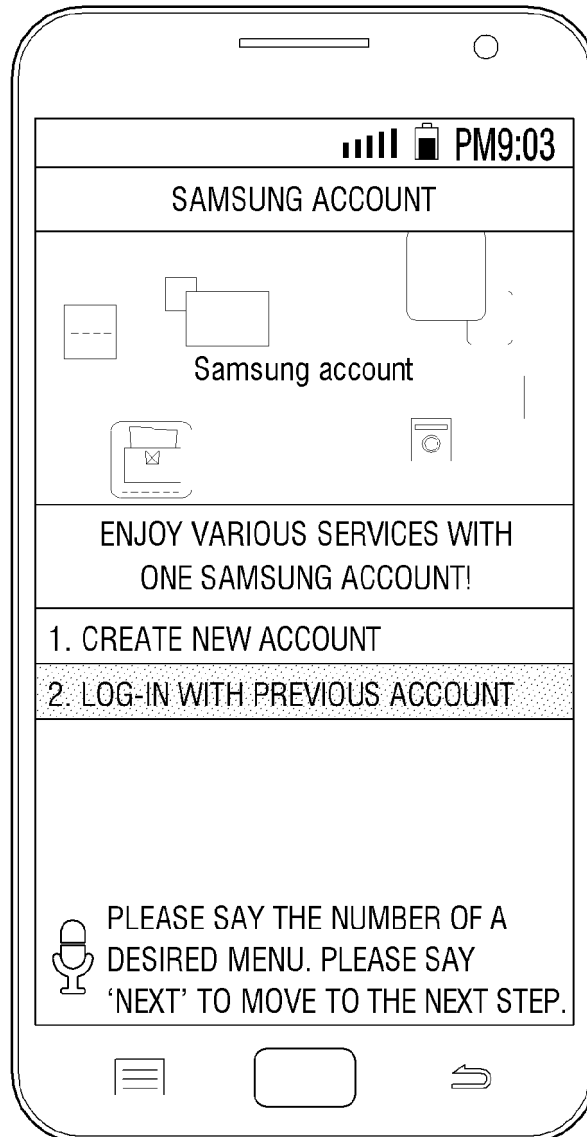 PM9:03
SAMSUNG ACCOUNT
Samsung account
ENJOY VARIOUS SERVICES WITH
ONE SAMSUNG ACCOUNT!
1. CREATE NEW ACCOUNT
2. LOG-IN WITH PREVIOUS ACCOUNT
PLEASE SAY THE NUMBER OF A
DESIRED MENU. PLEASE SAY
‘NEXT’ TO MOVE TO THE NEXT STEP.